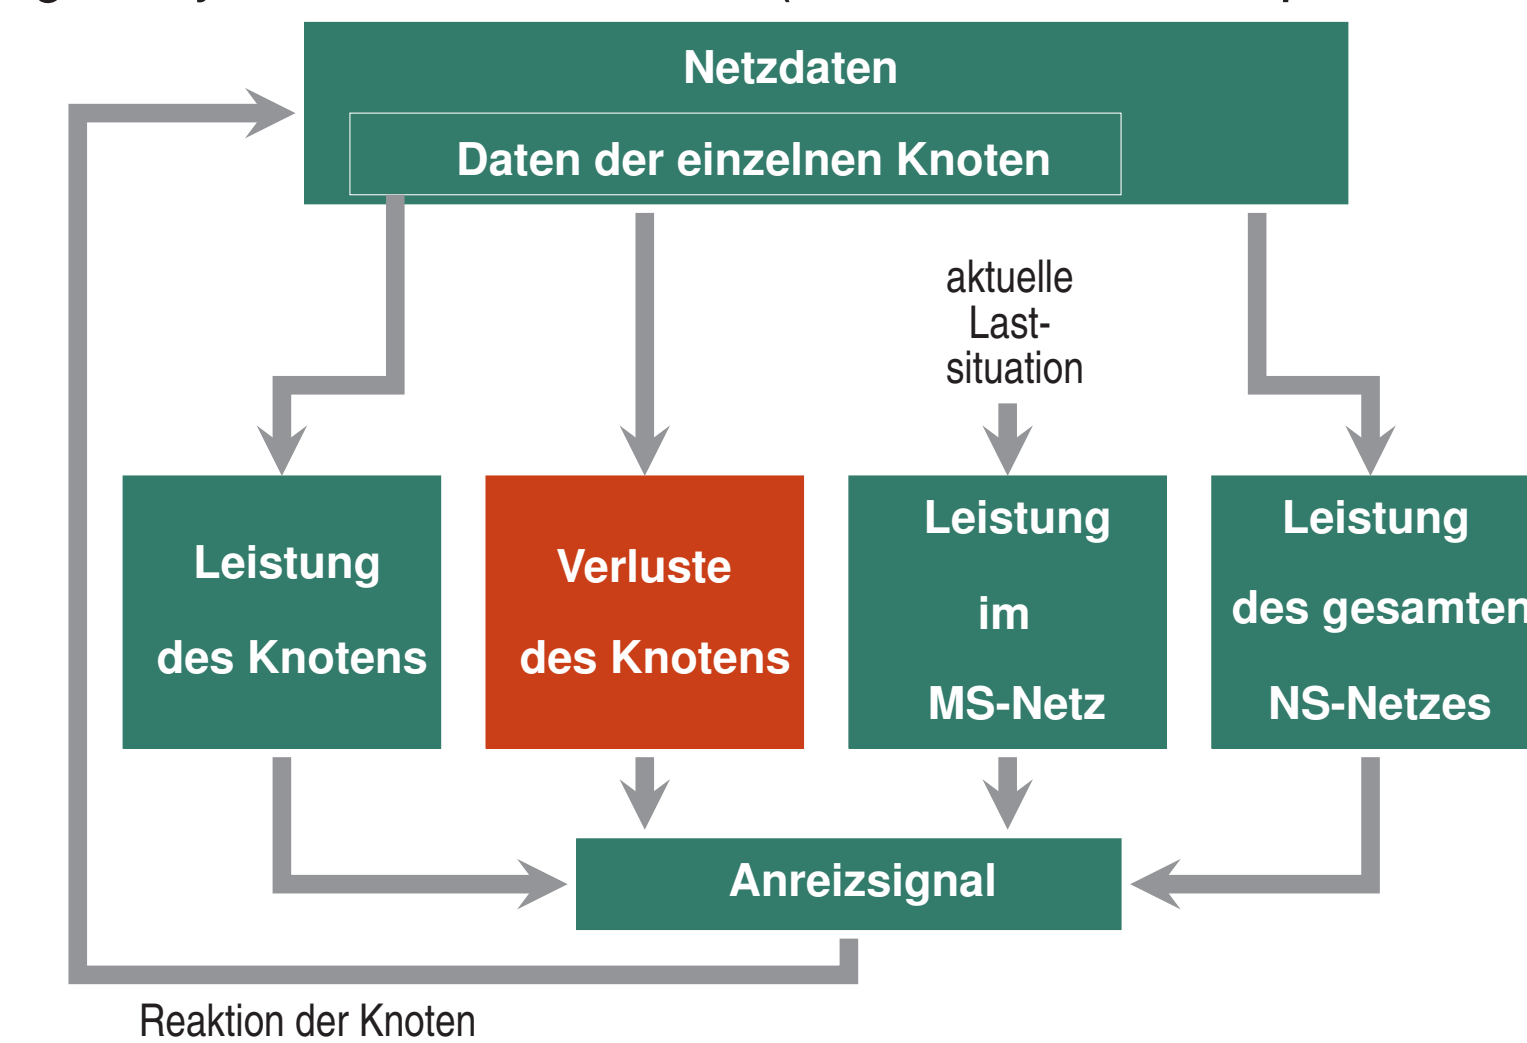 Netzdaten
Daten der einzelnen Knoten
aktuelle
Last-
situation
Leistung
des Knotens
Verluste
des Knotens
Leistung
im
MS-Netz
Leistung
des gesamten
NS-Netzes
Anreizsignal
Reaktion der Knoten